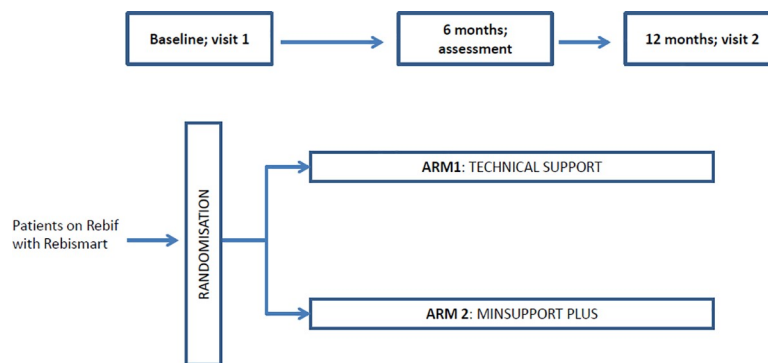 Baseline; visit 1
6 months;
assessment
12 months; visit 2
ARM1: TECHNICAL SUPPORT
RANDOMISATION
Patients on Rebif
with Rebismart
ARM 2: MINSUPPORT PLUS